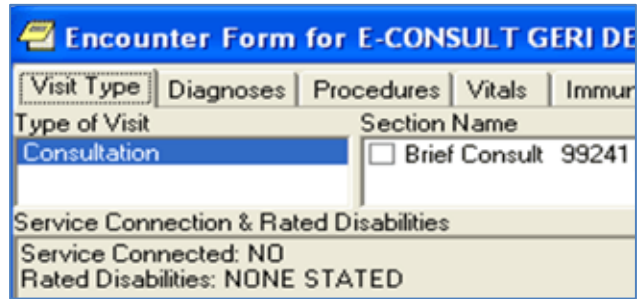 Encounter Form for E-CONSULT GERI DE
Visit Type Diagnoses Procedures Vitals Immun
Type of Visit Section Name
Consultation Brief Consult 99241
Service Connection & Rated Disabilities
Service Connected: NO
Rated Disabilities: NONE STATED